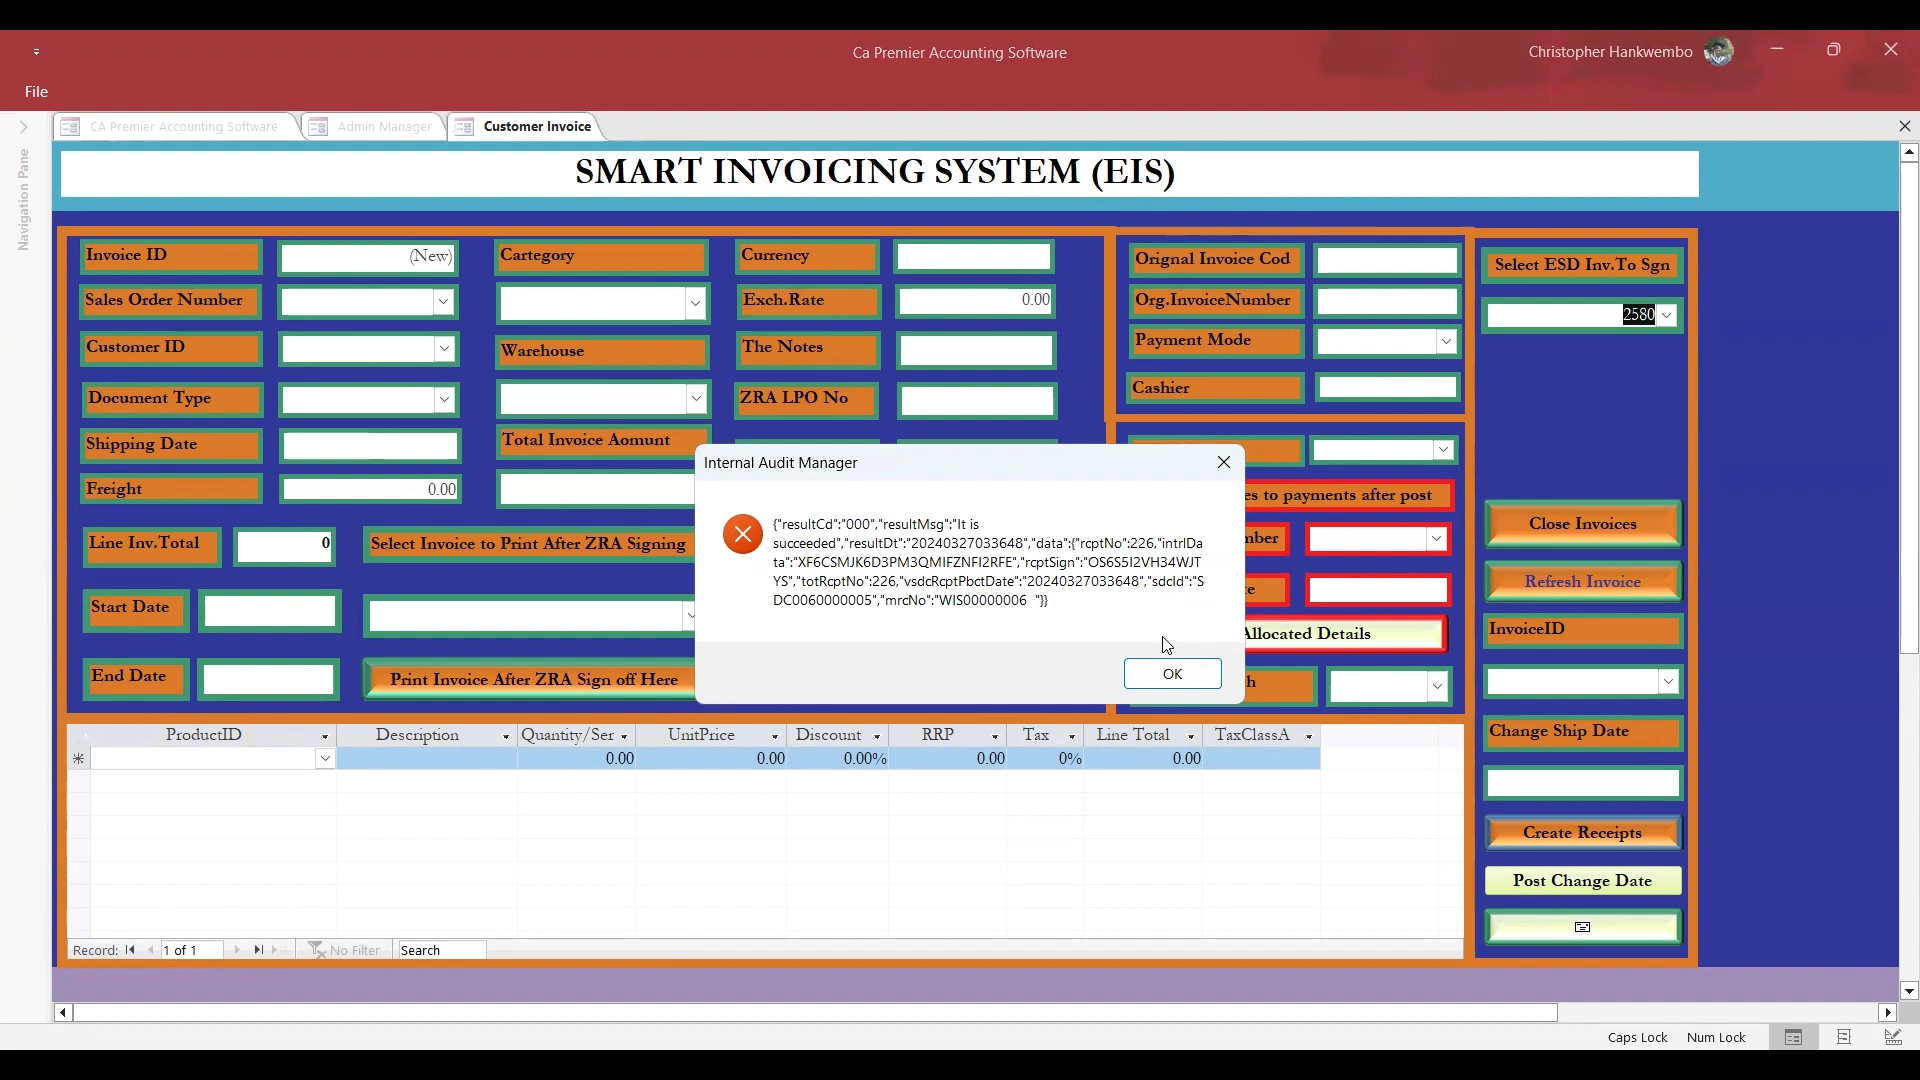 Ca Premier Accounting Software
Christopher Hankwembo
File
CA Premier Accounting Software
Admin Manager
Customer Invoice
Navigation Pane
SMART INVOICING SYSTEM (EIS)
Invoice ID
(New)
Cartegory
Currency
Orignal Invoice Cod
Select ESD Inv.To Sgn
Sales Order Number
Exch.Rate
0.00
Org.InvoiceNumber
2580
Customer ID
Warehouse
The Notes
Payment Mode
Document Type
ZRA LPO No
Cashier
Shipping Date
Total Invoice Aomunt
Freight
0.00
Internal Audit Manager
{"resultCd":"000","resultMsg":"It is
succeeded","resultDt":"20240327033648","data":{"rcptNo":226,"intrlDa
ta":"XF6CSMJK6D3PM3QMIFZNFI2RFE","rcptSign":"OS6S5I2VH34WJT
YS","totRcptNo":226,"vsdcRcptPbctDate":"20240327033648","sdcId":"S
DC0060000005","mrcNo":"WIS00000006  "}}
OK
es to payments after post
Close Invoices
Line Inv.Total
0
Select Invoice to Print After ZRA Signing
mber
Refresh Invoice
Start Date
te
InvoiceID
Allocated Details
End Date
Print Invoice After ZRA Sign off Here
ch
Change Ship Date
ProductID
Description
Quantity/Ser
UnitPrice
Discount
RRP
Tax
Line Total
TaxClassA
0.00
0.00
0.00%
0.00
0%
0.00
Create Receipts
Post Change Date
Record:
1 of 1
No Filter
Search
Caps Lock
Num Lock